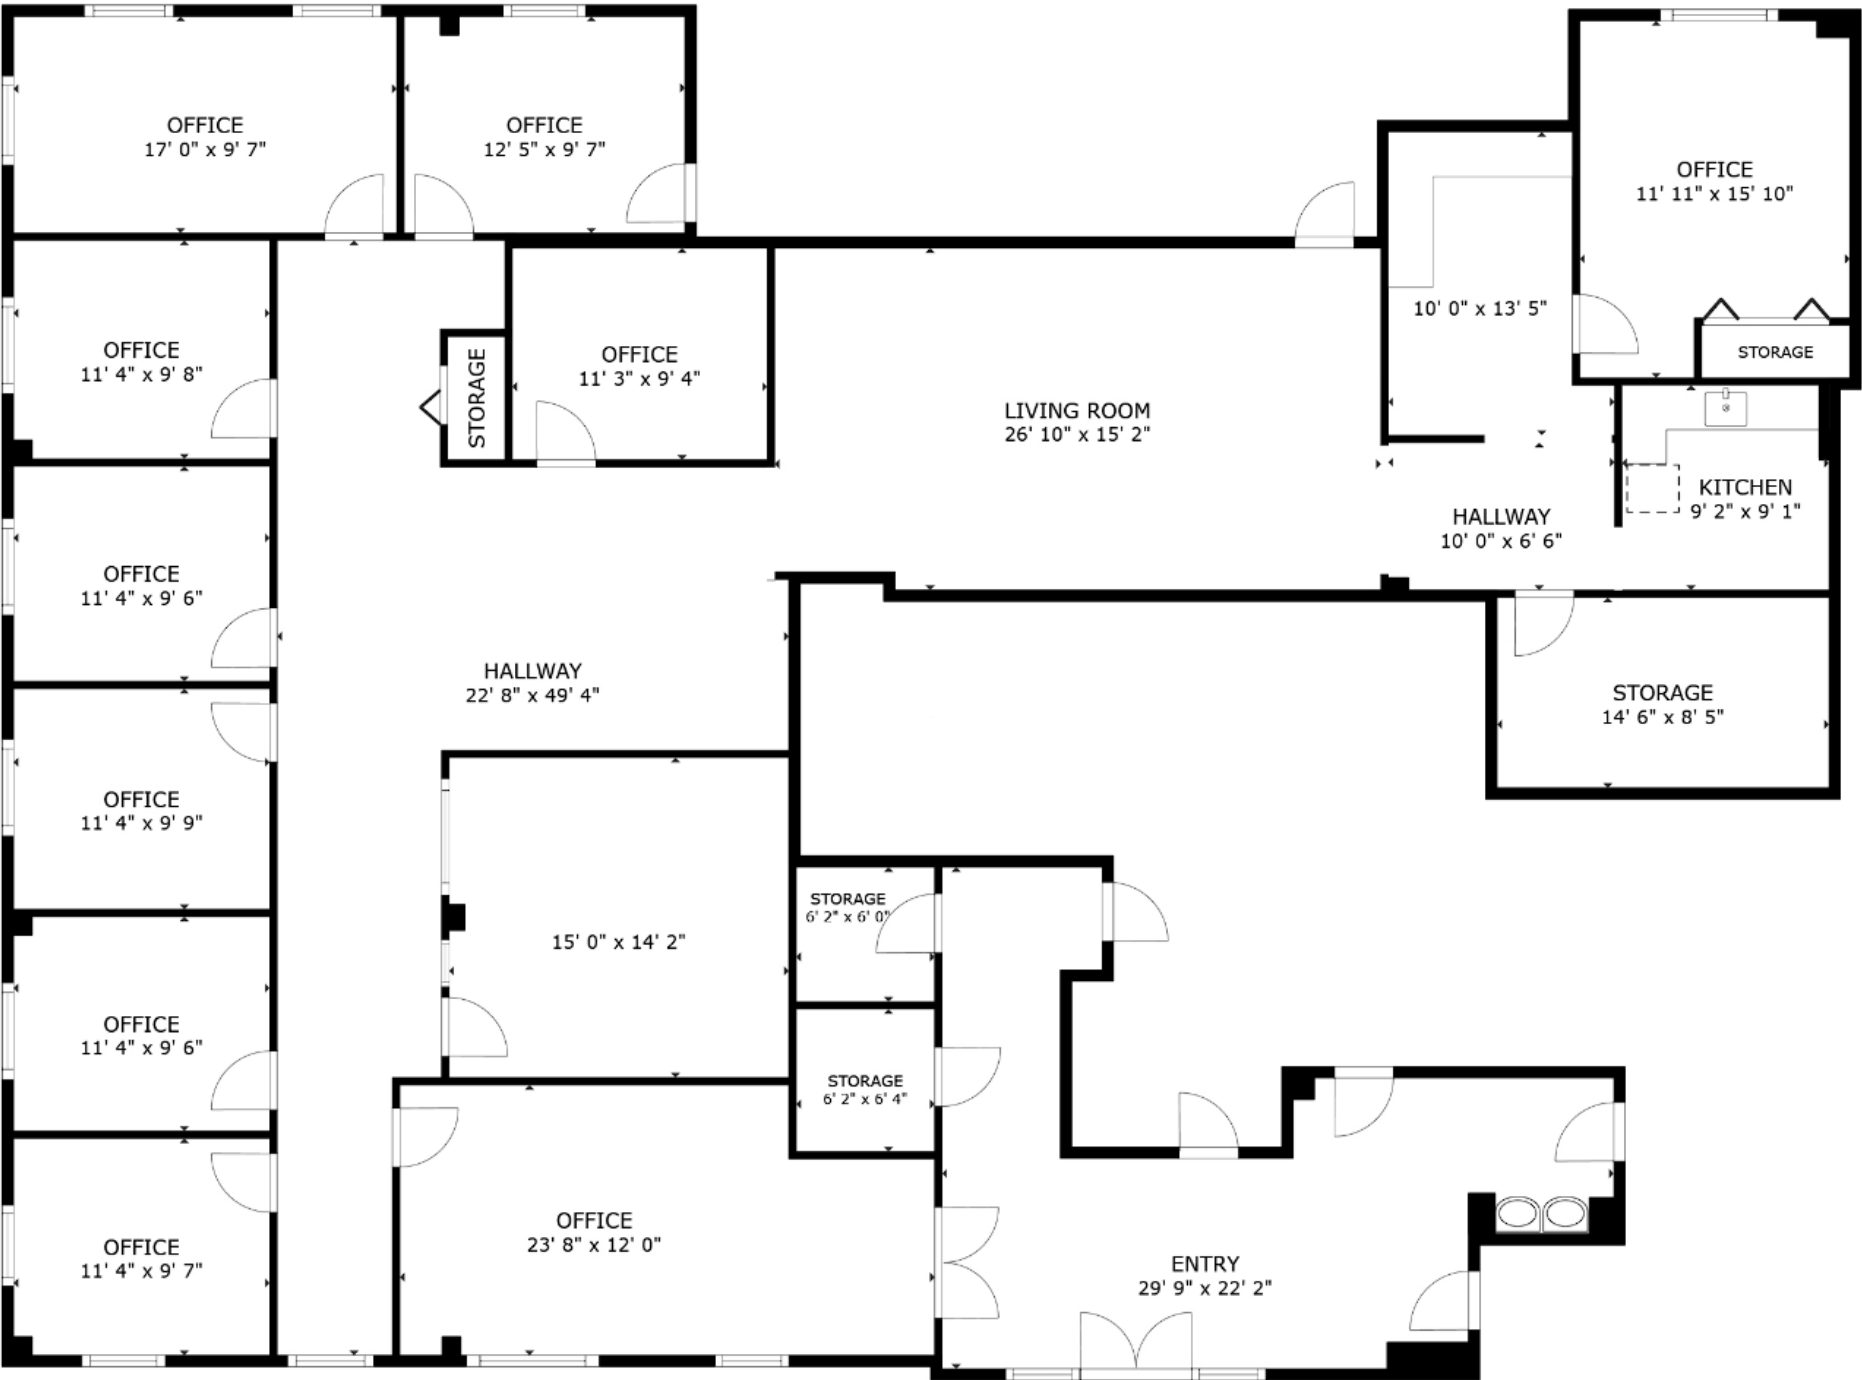 OFFICE
17' 0" x 9' 7"
OFFICE
12' 5" x 9' 7"
OFFICE
11' 11" x 15' 10"
10' 0" x 13' 5"
STORAGE
OFFICE
11' 4" x 9' 8"
STORAGE
OFFICE
11' 3" x 9' 4"
LIVING ROOM
26' 10" x 15' 2"
HALLWAY
10' 0" x 6' 6"
KITCHEN
9' 2" x 9' 1"
OFFICE
11' 4" x 9' 6"
HALLWAY
22' 8" x 49' 4"
STORAGE
14' 6" x 8' 5"
OFFICE
11' 4" x 9' 9"
STORAGE
6' 2" x 6' 0"
15' 0" x 14' 2"
OFFICE
11' 4" x 9' 6"
STORAGE
6' 2" x 6' 4"
OFFICE
11' 4" x 9' 7"
OFFICE
23' 8" x 12' 0"
ENTRY
29' 9" x 22' 2"